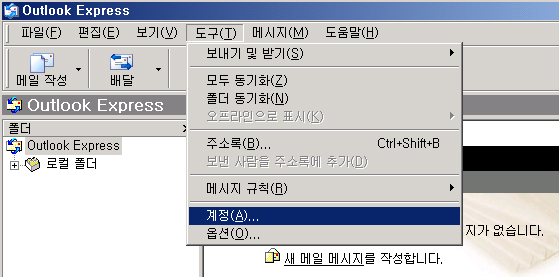 Outlook Express
파일(F) 편집(E) 보기(V) 도구(T) 메시지(M) 도움말(H)
메일 작성 배달
보내기 및 받기(S)
모두 동기화(Z)
폴더 동기화(N)
오프라인으로 표시(K)
주소록(B)... Ctrl+Shift+B
보낸 사람을 주소록에 추가(D)
메시지 규칙(R)
계정(A)...
옵션(O)...
Outlook Express
폴더
Outlook Express
로컬 폴더
지가 없습니다.
새 메일 메시지를 작성합니다.